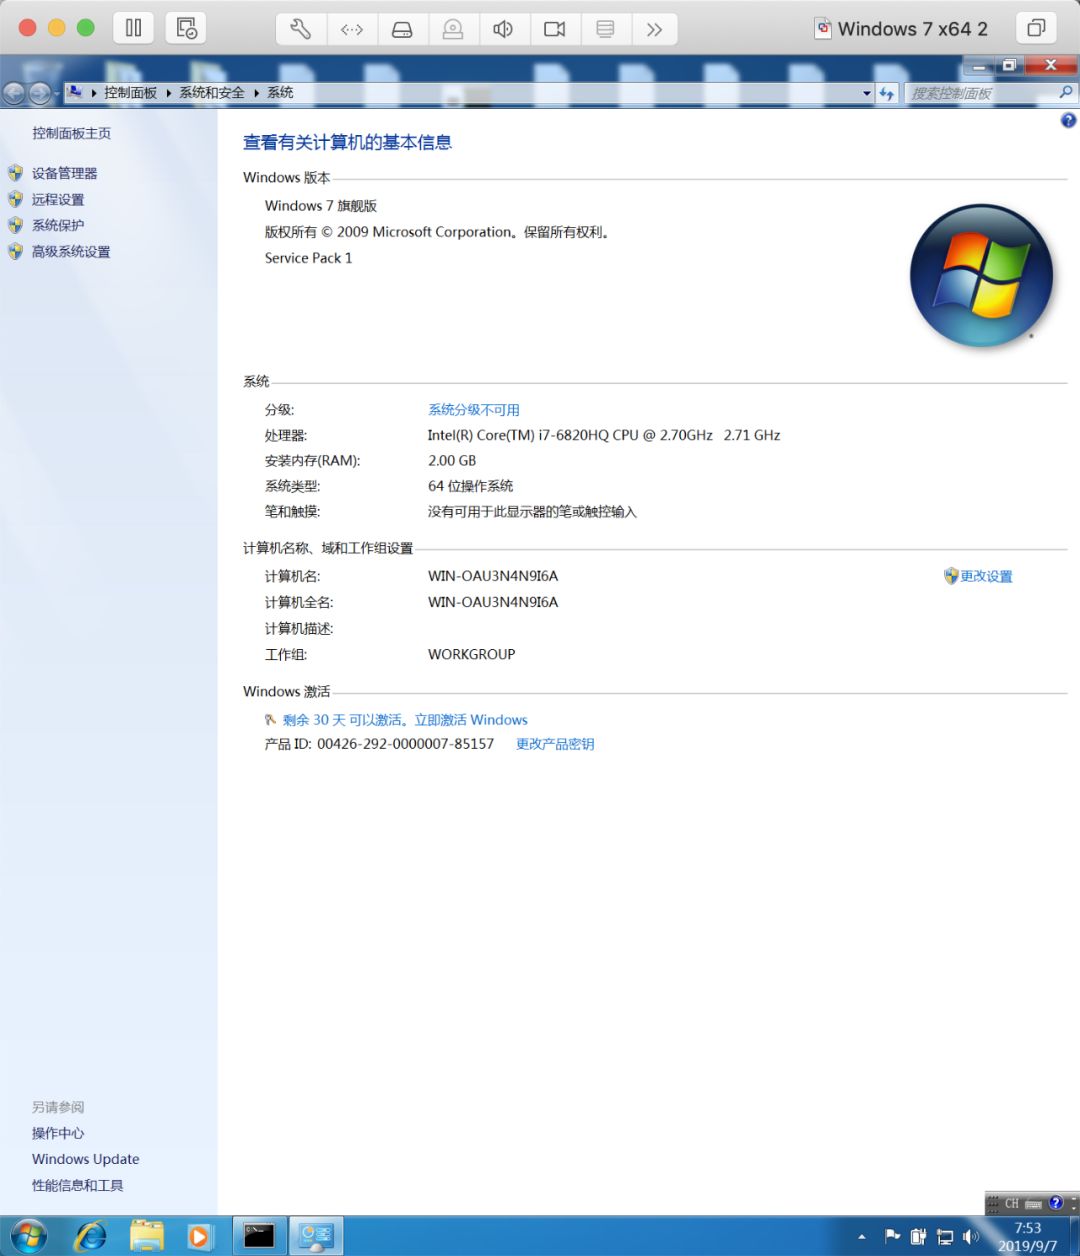 Windows 7 x64 2
控制面板 系统和安全 系统
搜索控制面板
控制面板主页
设备管理器
远程设置
系统保护
高级系统设置
查看有关计算机的基本信息
Windows 版本
Windows 7 旗舰版
版权所有 © 2009 Microsoft Corporation。保留所有权利。
Service Pack 1
系统
分级: 系统分级不可用
处理器: Intel(R) Core(TM) i7-6820HQ CPU @ 2.70GHz 2.71 GHz
安装内存(RAM): 2.00 GB
系统类型: 64 位操作系统
笔和触摸: 没有可用于此显示器的笔或触控输入
计算机名称、域和工作组设置
计算机名: WIN-OAU3N4N9I6A 更改设置
计算机全名: WIN-OAU3N4N9I6A
计算机描述:
工作组: WORKGROUP
Windows 激活
剩余 30 天 可以激活。立即激活 Windows
产品 ID: 00426-292-0000007-85157 更改产品密钥
另请参阅
操作中心
Windows Update
性能信息和工具
CH
7:53
2019/9/7